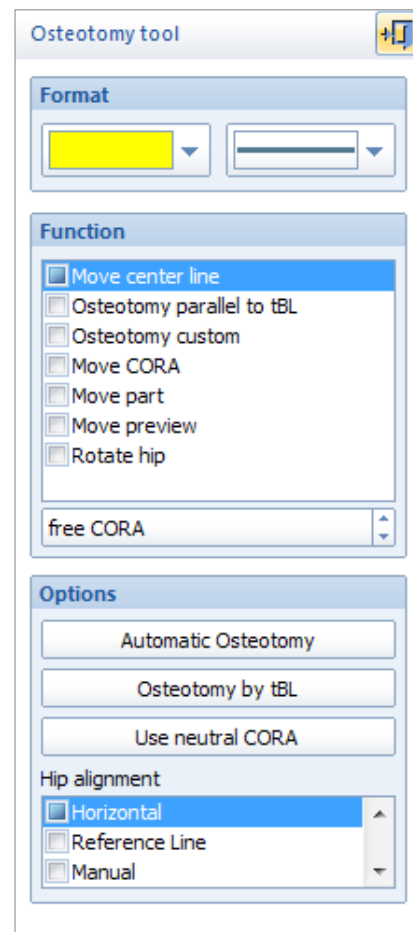 Osteotomy tool
Format
Function
Move center line
Osteotomy parallel to tBL
Osteotomy custom
Move CORA
Move part
Move preview
Rotate hip
free CORA
Options
Automatic Osteotomy
Osteotomy by tBL
Use neutral CORA
Hip alignment
Horizontal
Reference Line
Manual